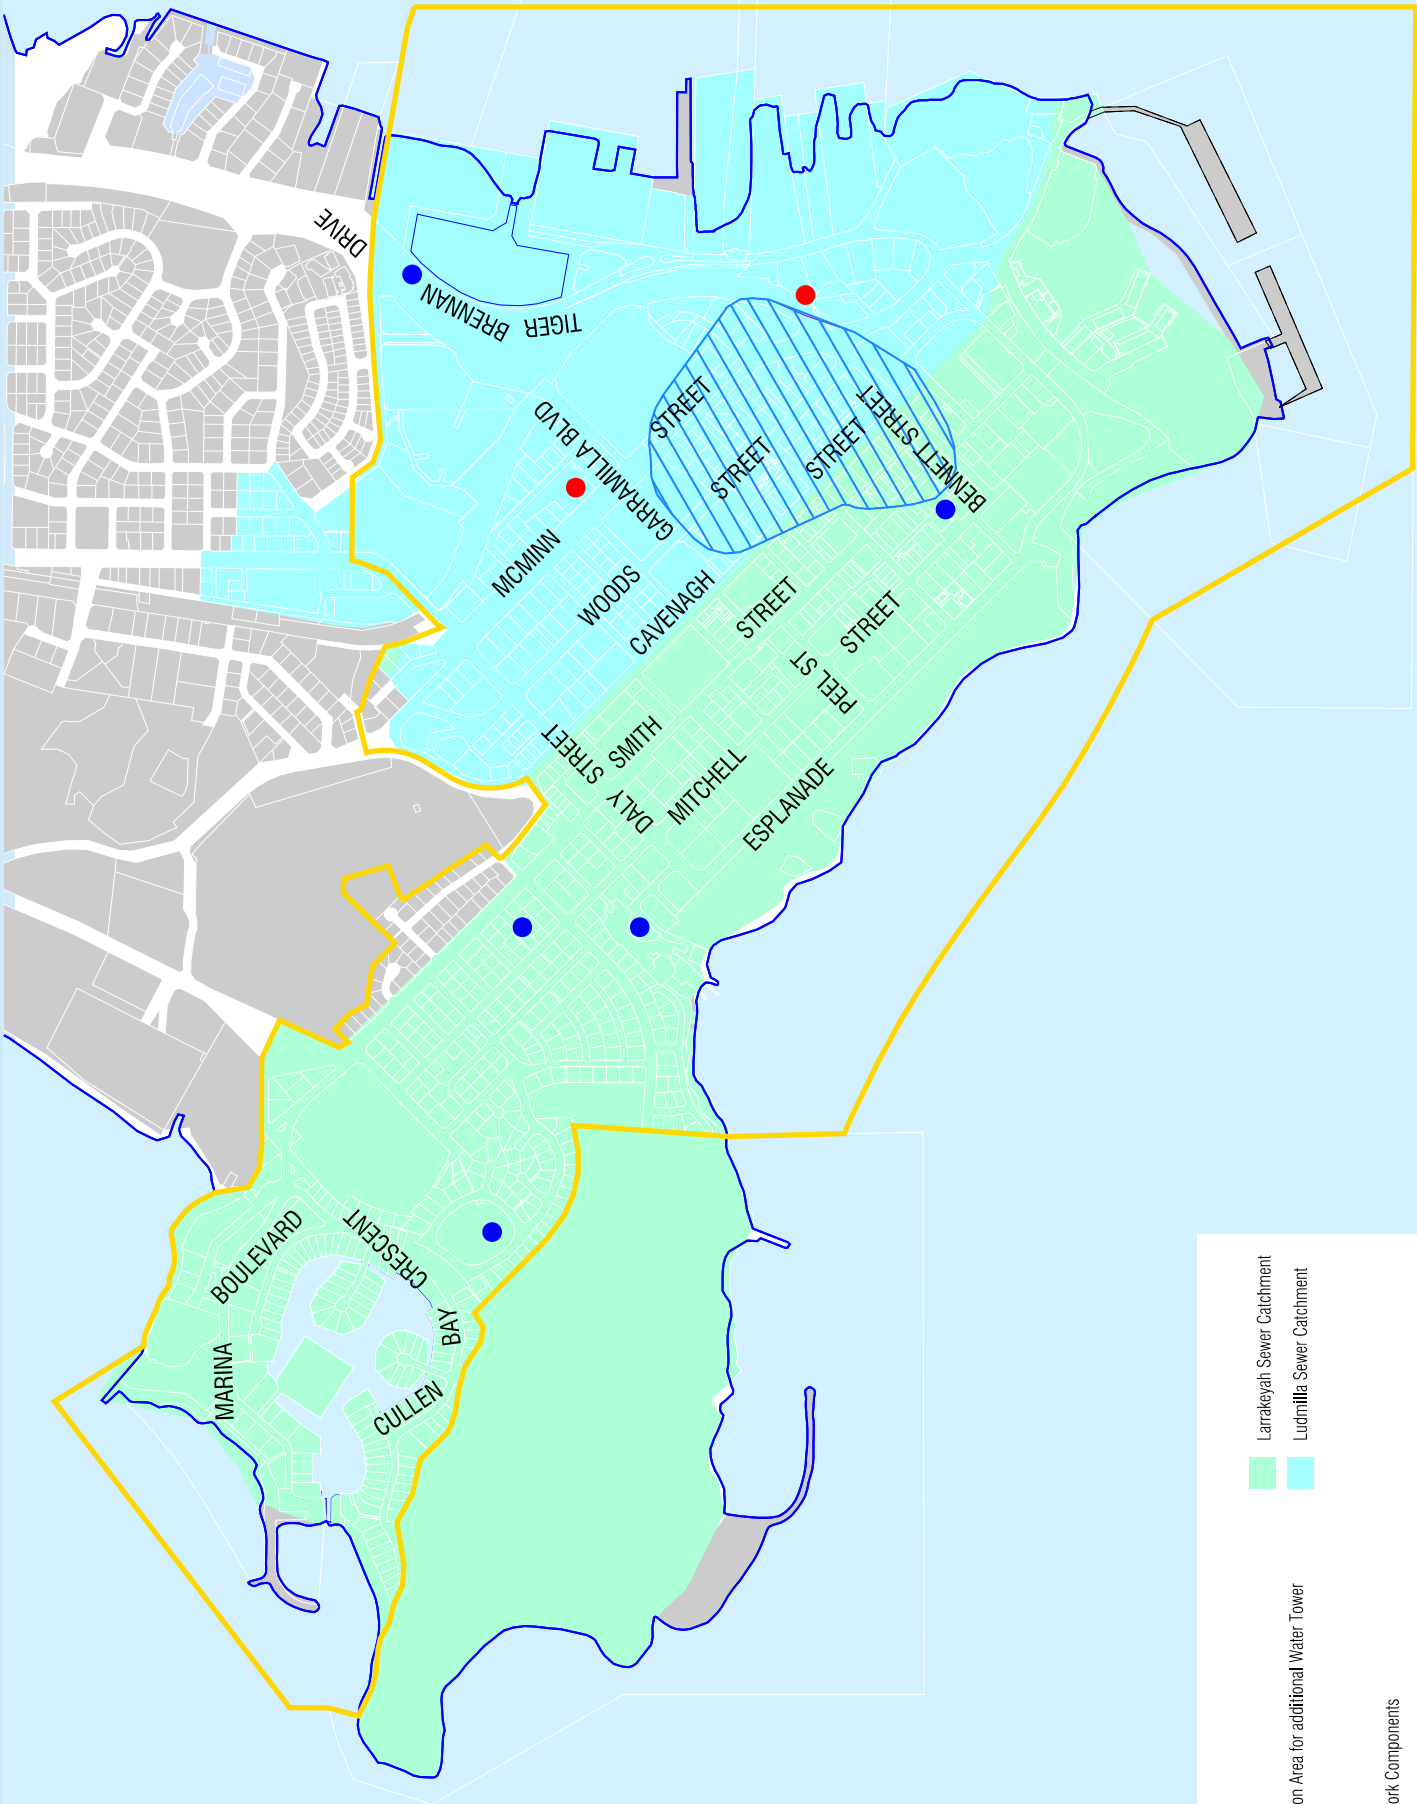 DRIVE
BRENNAN
TIGER
GARRAMILLA BLVD
STREET
STREET
STREET
BENNETT STREET
MCMINN
WOODS
CAVENAGH
STREET
STREET
PEEL ST
STREET
DALY
SMITH
MITCHELL
ESPLANADE
BOULEVARD
MARINA
CRESCENT
BAY
CULLEN
Larrakeyah Sewer Catchment
Ludmilla Sewer Catchment
on Area for additional Water Tower
ork Components